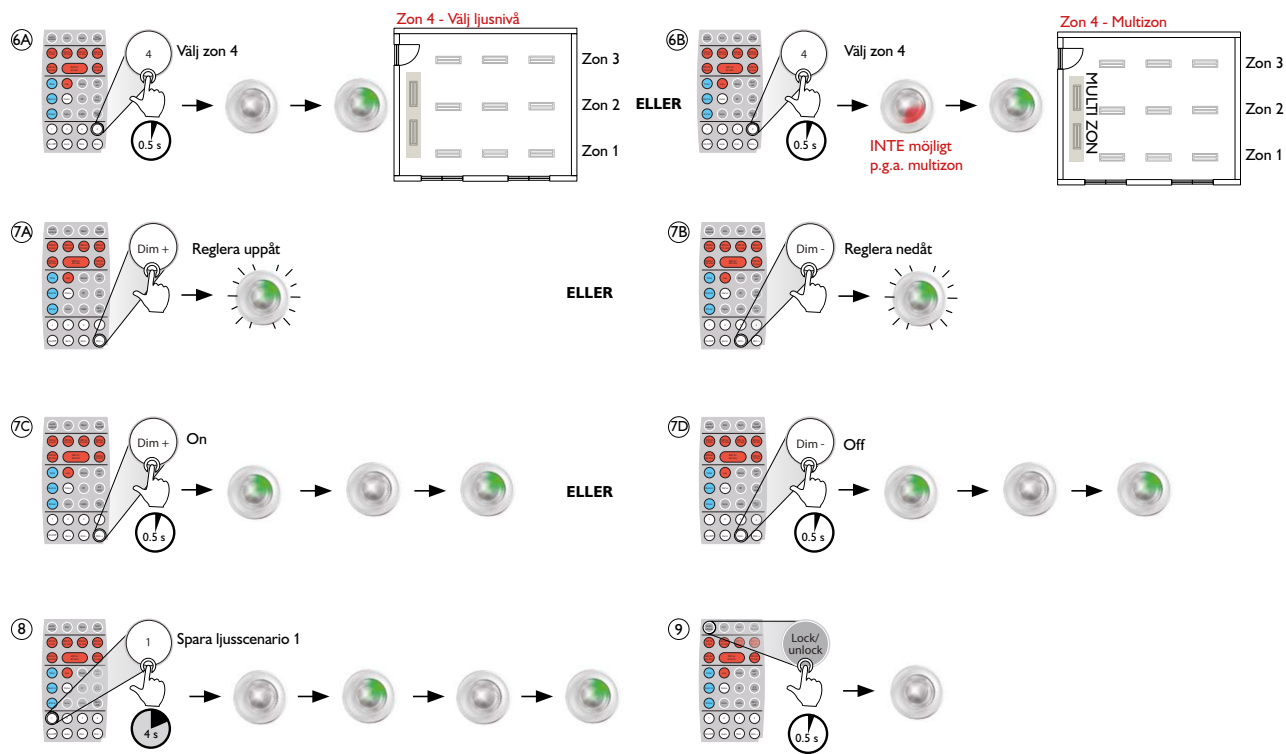 6A
4
Välj zon 4
0.5 s
Zon 4 - Välj ljusnivå
Zon 3
Zon 2
Zon 1
ELLER
6B
4
Välj zon 4
0.5 s
INTE möjligt
p.g.a. multizon
Zon 4 - Multizon
MULTI ZON
Zon 3
Zon 2
Zon 1
7A
Dim +
Reglera uppåt
ELLER
7B
Dim -
Reglera nedåt
7C
Dim +
On
0.5 s
ELLER
7D
Dim -
Off
0.5 s
8
1
Spara ljusscenario 1
4 s
9
Lock/
unlock
0.5 s